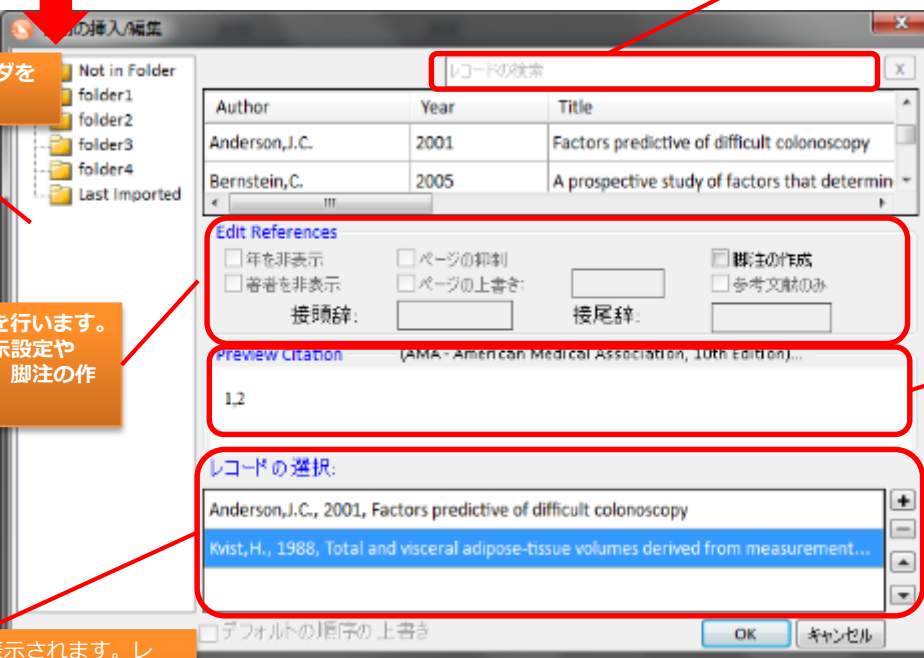 の挿入/編集
X
ダを
Not in Folder
folder1
folder2
folder3
folder4
Last Imported
レコードの検索
X
Author Year Title
Anderson,J.C. 2001 Factors predictive of difficult colonoscopy
Bernstein,C. 2005 A prospective study of factors that determin
Edit References
年を非表示 ページの抑制 脚注の作成
著者を非表示 ページの上書き: 参考文献のみ
接頭辞: 接尾辞:
を行います。
示設定や
脚注の作
Preview Citation (AMA - American Medical Association, 10th Edition)...
1,2
レコードの選択:
Anderson,J.C., 2001, Factors predictive of difficult colonoscopy
Kvist,H., 1988, Total and visceral adipose-tissue volumes derived from measurement...
デフォルトの順序の上書き
OK キャンセル
表示されます。レ